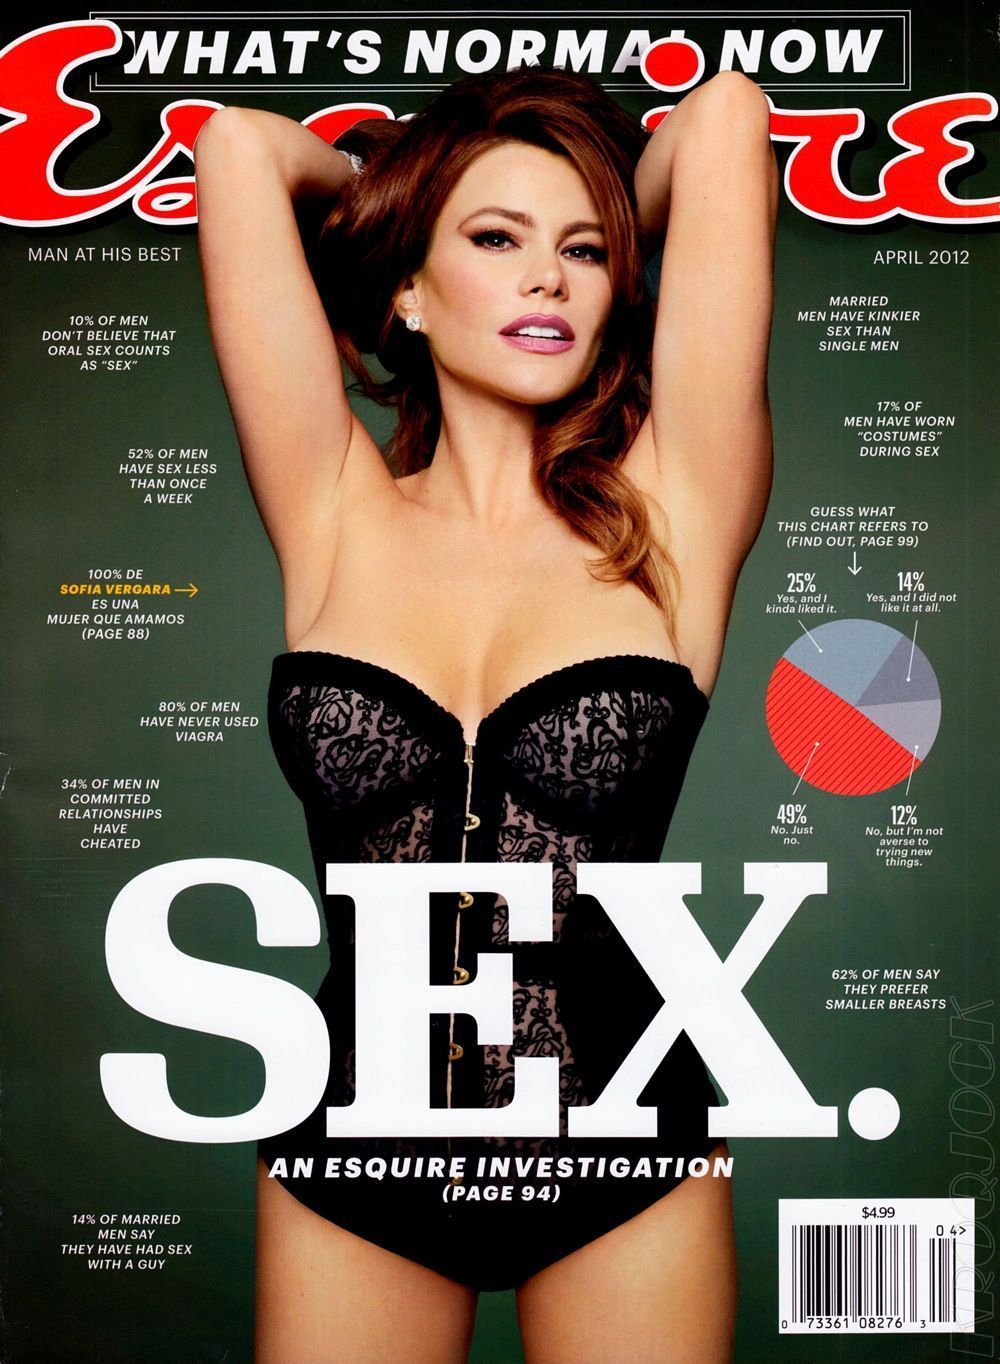 WHAT'S NORMAL NOW
Esquire
MAN AT HIS BEST
APRIL 2012
10% OF MEN
DON'T BELIEVE THAT
ORAL SEX COUNTS
AS "SEX"
52% OF MEN
HAVE SEX LESS
THAN ONCE
A WEEK
100% DE
SOFIA VERGARA →
ES UNA
MUJER QUE AMAMOS
(PAGE 88)
80% OF MEN
HAVE NEVER USED
VIAGRA
34% OF MEN IN
COMMITTED
RELATIONSHIPS
HAVE
CHEATED
MARRIED
MEN HAVE KINKIER
SEX THAN
SINGLE MEN
17% OF
MEN HAVE WORN
"COSTUMES"
DURING SEX
GUESS WHAT
THIS CHART REFERS TO
(FIND OUT, PAGE 99)
25%
Yes, and I
kinda liked it.
14%
Yes, and I did not
like it at all.
49%
No. Just
no.
12%
No, but I'm not
averse to
trying new
things.
SEX.
AN ESQUIRE INVESTIGATION
(PAGE 94)
62% OF MEN SAY
THEY PREFER
SMALLER BREASTS
14% OF MARRIED
MEN SAY
THEY HAVE HAD SEX
WITH A GUY
$4.99
0 4>
0 73361 08276 3
KROQJOCK